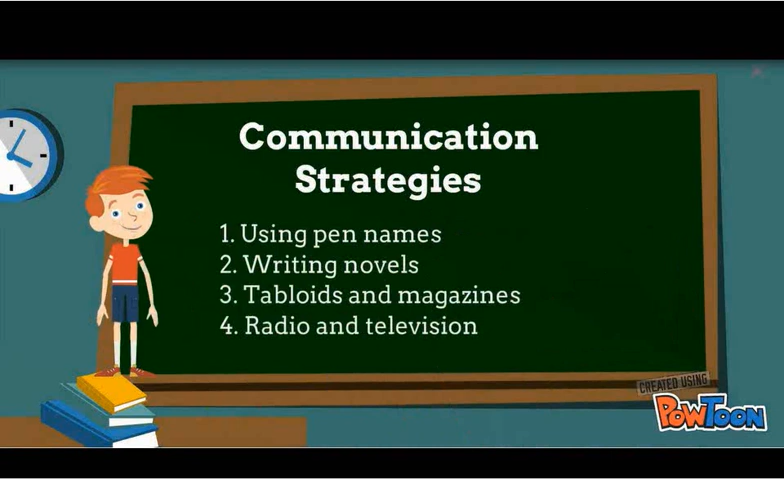 Communication
Strategies
1. Using pen names
2. Writing novels
3. Tabloids and magazines
4. Radio and television
CREATED USING
POWTOON